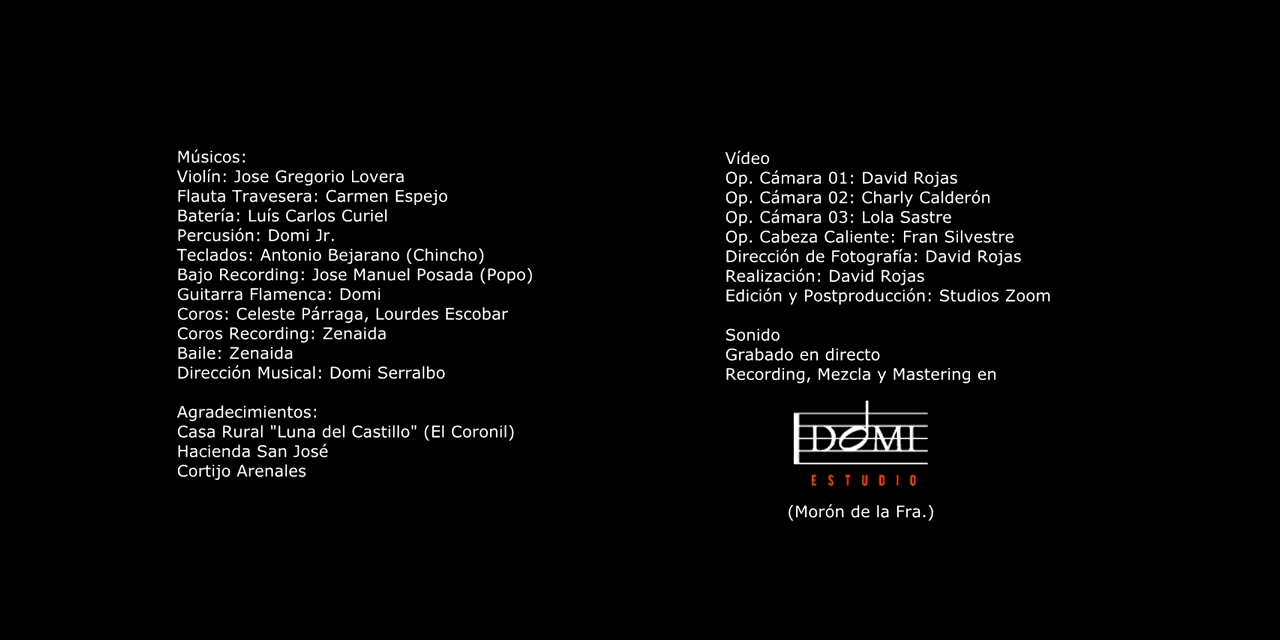 Músicos:
Violín: Jose Gregorio Lovera
Flauta Travesera: Carmen Espejo
Batería: Luís Carlos Curiel
Percusión: Domi Jr.
Teclados: Antonio Bejarano (Chincho)
Bajo Recording: Jose Manuel Posada (Popo)
Guitarra Flamenca: Domi
Coros: Celeste Párraga, Lourdes Escobar
Coros Recording: Zenaida
Baile: Zenaida
Dirección Musical: Domi Serralbo
Agradecimientos:
Casa Rural "Luna del Castillo" (El Coronil)
Hacienda San José
Cortijo Arenales
Vídeo
Op. Cámara 01: David Rojas
Op. Cámara 02: Charly Calderón
Op. Cámara 03: Lola Sastre
Op. Cabeza Caliente: Fran Silvestre
Dirección de Fotografía: David Rojas
Realización: David Rojas
Edición y Postproducción: Studios Zoom
Sonido
Grabado en directo
Recording, Mezcla y Mastering en
DOMI
ESTUDIO
(Morón de la Fra.)